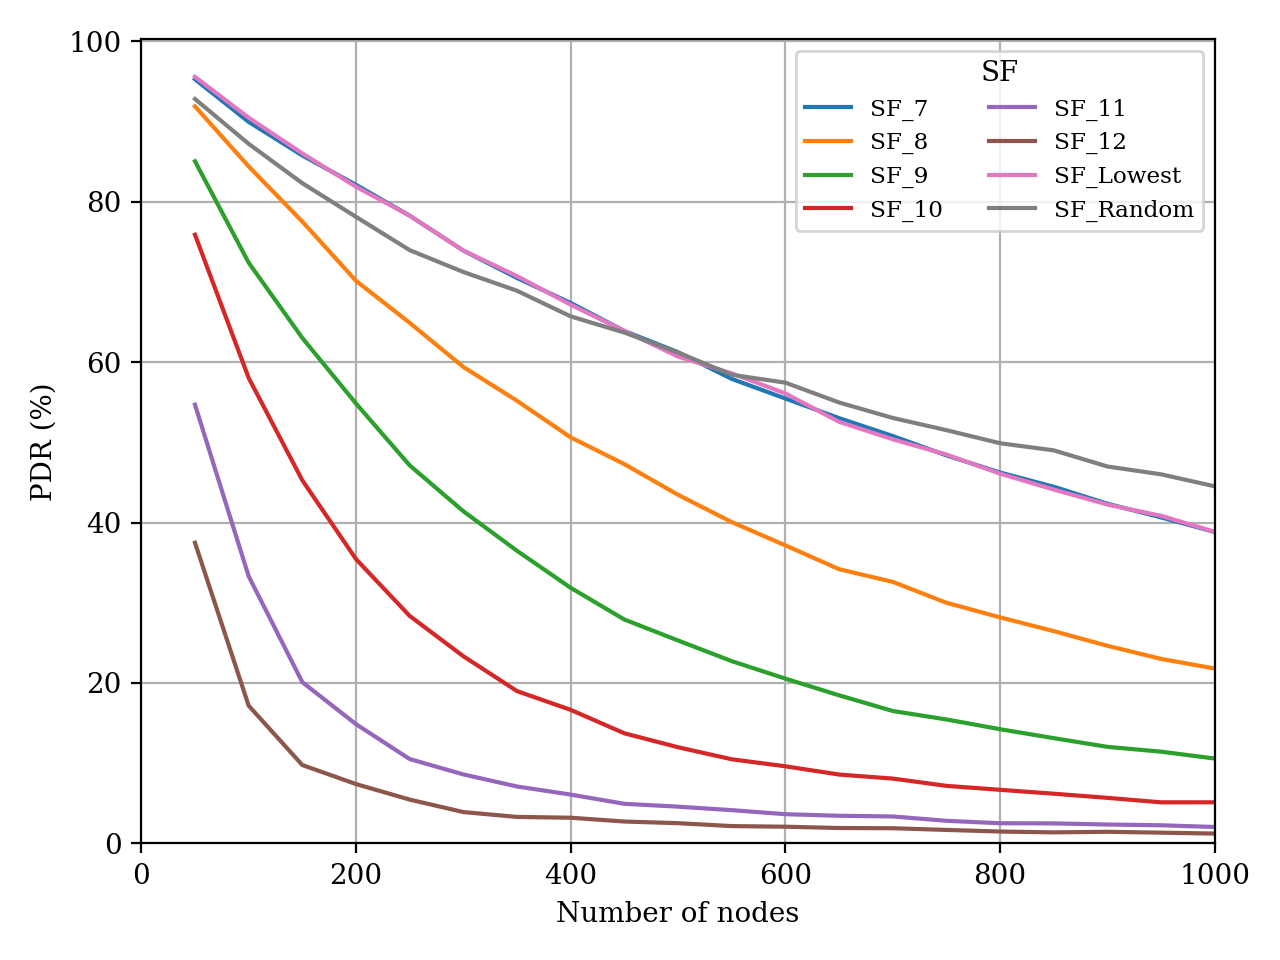 100
80
60
40
20
0
PDR (%)
0 200 400 600 800 1000
Number of nodes
SF
SF_7 SF_11
SF_8 SF_12
SF_9 SF_Lowest
SF_10 SF_Random